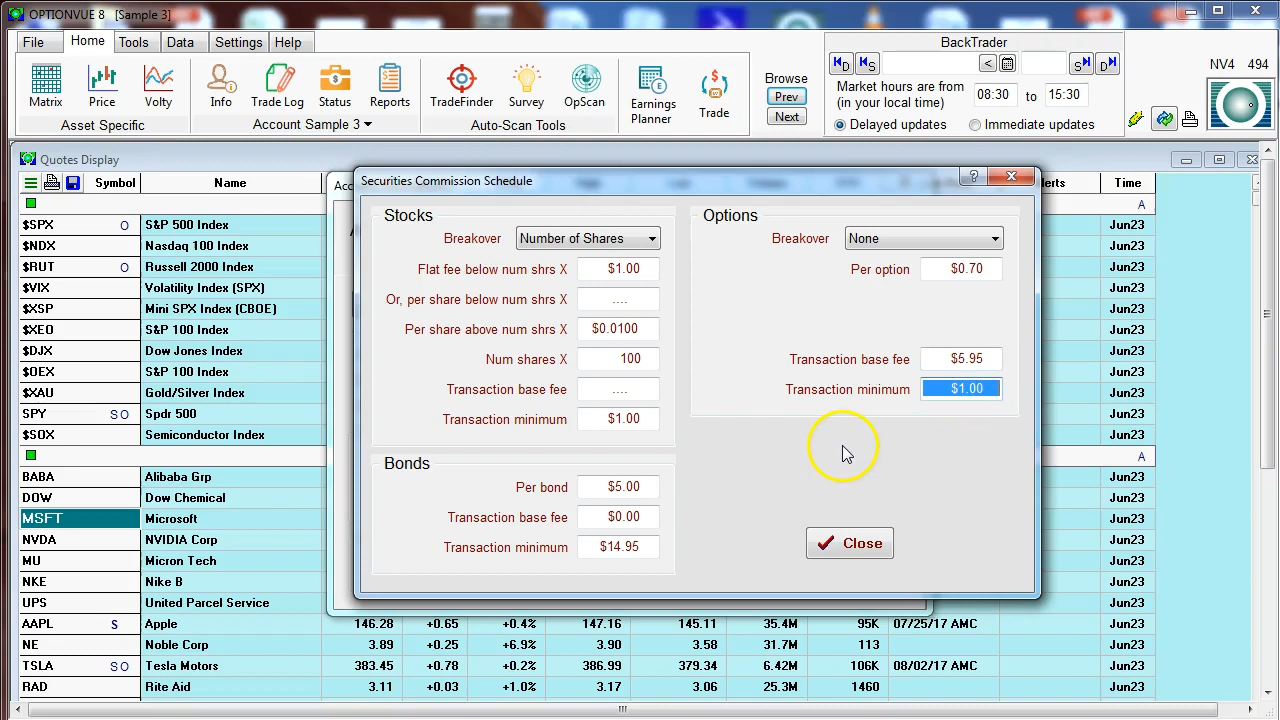 OPTIONVUE 8 [Sample 3]
File Home Tools Data Settings Help
BackTrader
Matrix Price Volty Info Trade Log Status Reports TradeFinder Survey OpScan Earnings Planner Trade
Browse
Prev
Next
Market hours are from
(in your local time)
08:30 to 15:30
Delayed updates Immediate updates
NV4 494
Asset Specific Account Sample 3 Auto-Scan Tools
Quotes Display
Symbol Name Time
A
Securities Commission Schedule
Stocks
Breakover Number of Shares
Flat fee below num shrs X $1.00
Or, per share below num shrs X ....
Per share above num shrs X $0.0100
Num shares X 100
Transaction base fee ....
Transaction minimum $1.00
Bonds
Per bond $5.00
Transaction base fee $0.00
Transaction minimum $14.95
Options
Breakover None
Per option $0.70
Transaction base fee $5.95
Transaction minimum $1.00
Close
$SPX O S&P 500 Index Jun23
$NDX Nasdaq 100 Index Jun23
$RUT O Russell 2000 Index Jun23
$VIX Volatility Index (SPX) Jun23
$XSP Mini SPX Index (CBOE) Jun23
$XEO S&P 100 Index Jun23
$DJX Dow Jones Index Jun23
$OEX S&P 100 Index Jun23
$XAU Gold/Silver Index Jun23
SPY S O Spdr 500 Jun23
$SOX Semiconductor Index Jun23
A
BABA Alibaba Grp Jun23
DOW Dow Chemical Jun23
MSFT Microsoft Jun23
NVDA NVIDIA Corp Jun23
MU Micron Tech Jun23
NKE Nike B Jun23
UPS United Parcel Service Jun23
AAPL S Apple 146.28 +0.65 +0.4% 147.16 145.11 35.4M 95K 07/25/17 AMC Jun23
NE Noble Corp 3.89 +0.25 +6.9% 3.90 3.58 31.7M 113 Jun23
TSLA S O Tesla Motors 383.45 +0.78 +0.2% 386.99 379.34 6.42M 106K 08/02/17 AMC Jun23
RAD Rite Aid 3.11 +0.03 +1.0% 3.17 3.06 25.3M 1460 Jun23